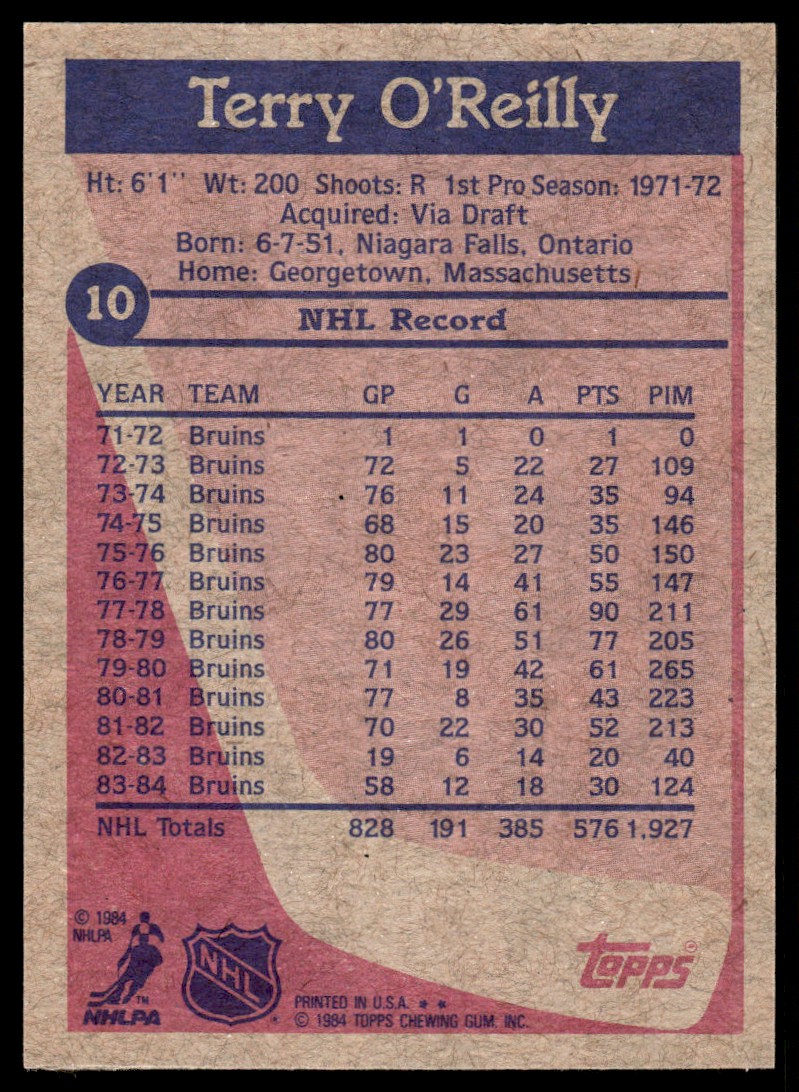 Terry O'Reilly
Ht: 6'1" Wt: 200 Shoots: R 1st Pro Season: 1971-72
Acquired: Via Draft
Born: 6-7-51, Niagara Falls, Ontario
Home: Georgetown, Massachusetts
10
NHL Record
YEAR TEAM GP G A PTS PIM
71-72 Bruins 1 1 0 1 0
72-73 Bruins 72 5 22 27 109
73-74 Bruins 76 11 24 35 94
74-75 Bruins 68 15 20 35 146
75-76 Bruins 80 23 27 50 150
76-77 Bruins 79 14 41 55 147
77-78 Bruins 77 29 61 90 211
78-79 Bruins 80 26 51 77 205
79-80 Bruins 71 19 42 61 265
80-81 Bruins 77 8 35 43 223
81-82 Bruins 70 22 30 52 213
82-83 Bruins 19 6 14 20 40
83-84 Bruins 58 12 18 30 124
NHL Totals 828 191 385 576 1,927
© 1984
NHLPA
TM
NHLPA
NHL
topps
PRINTED IN U.S.A. * *
© 1984 TOPPS CHEWING GUM, INC.